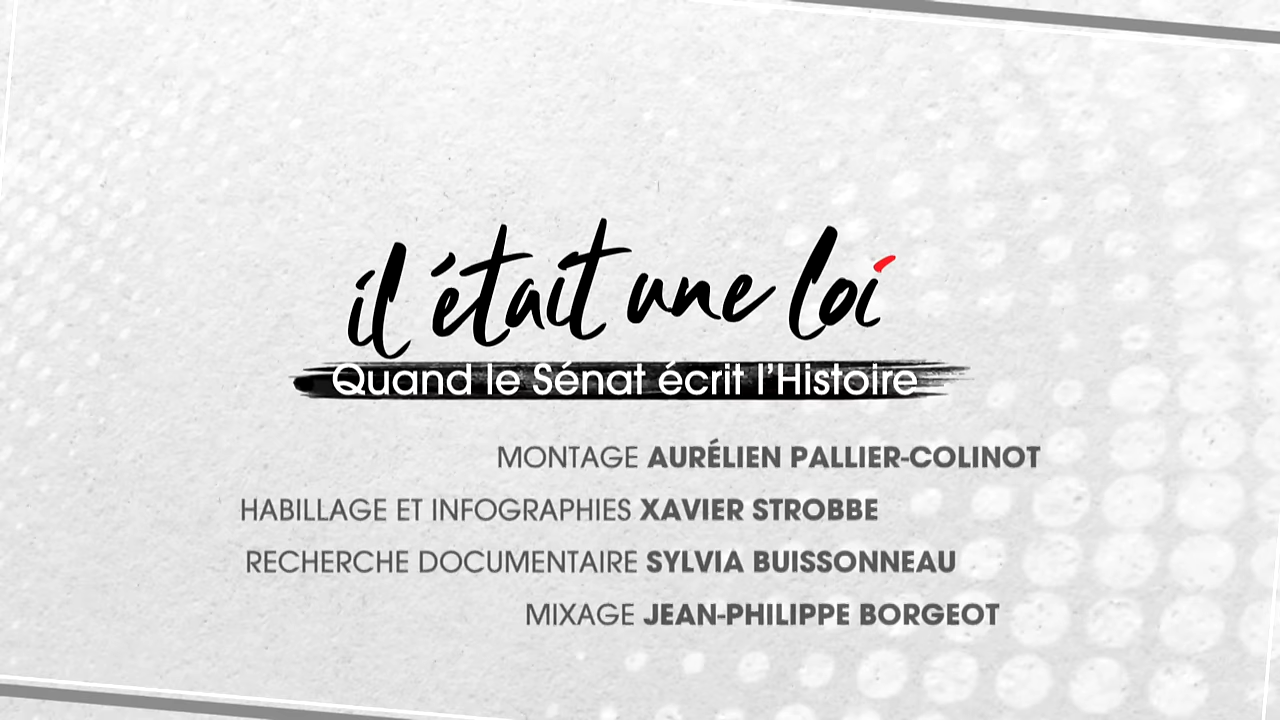 il était une loi
Quand le Sénat écrit l'Histoire
MONTAGE AURÉLIEN PALLIER-COLINOT
HABILLAGE ET INFOGRAPHIES XAVIER STROBBE
RECHERCHE DOCUMENTAIRE SYLVIA BUISSONNEAU
MIXAGE JEAN-PHILIPPE BORGEOT